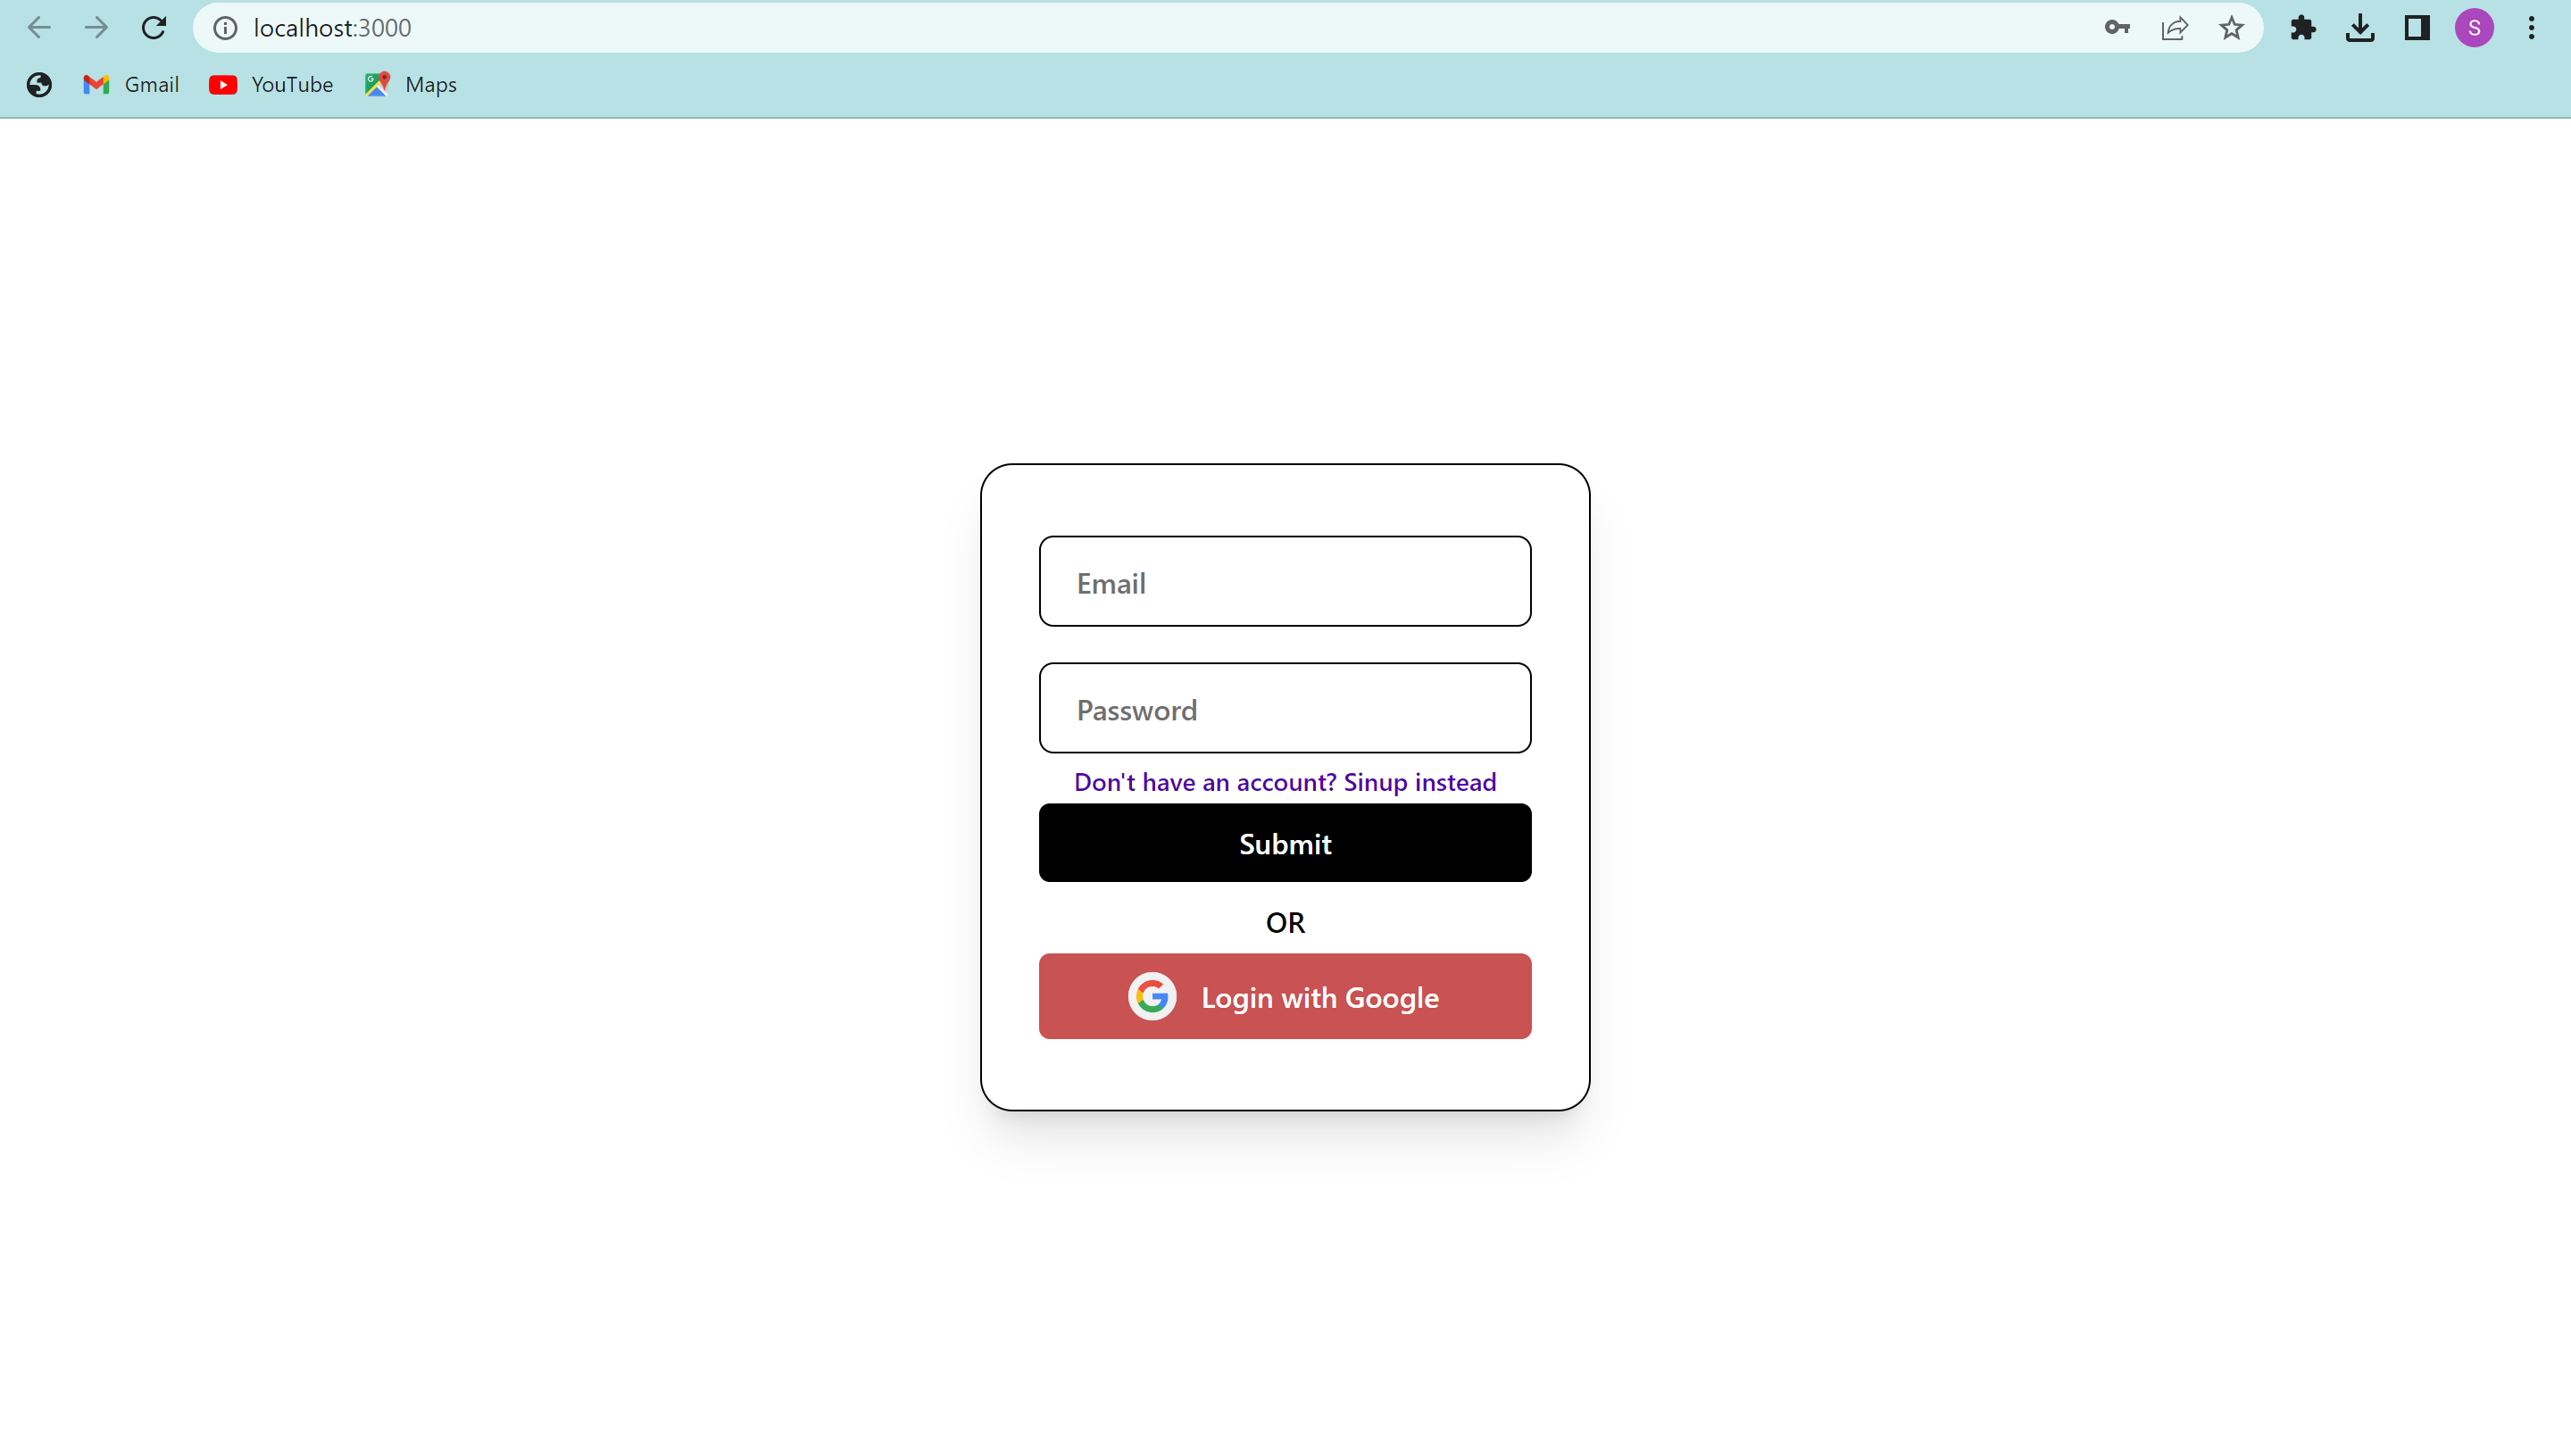 localhost:3000
S
Gmail YouTube Maps
Email
Password
Don't have an account? Sinup instead
Submit
OR
Login with Google